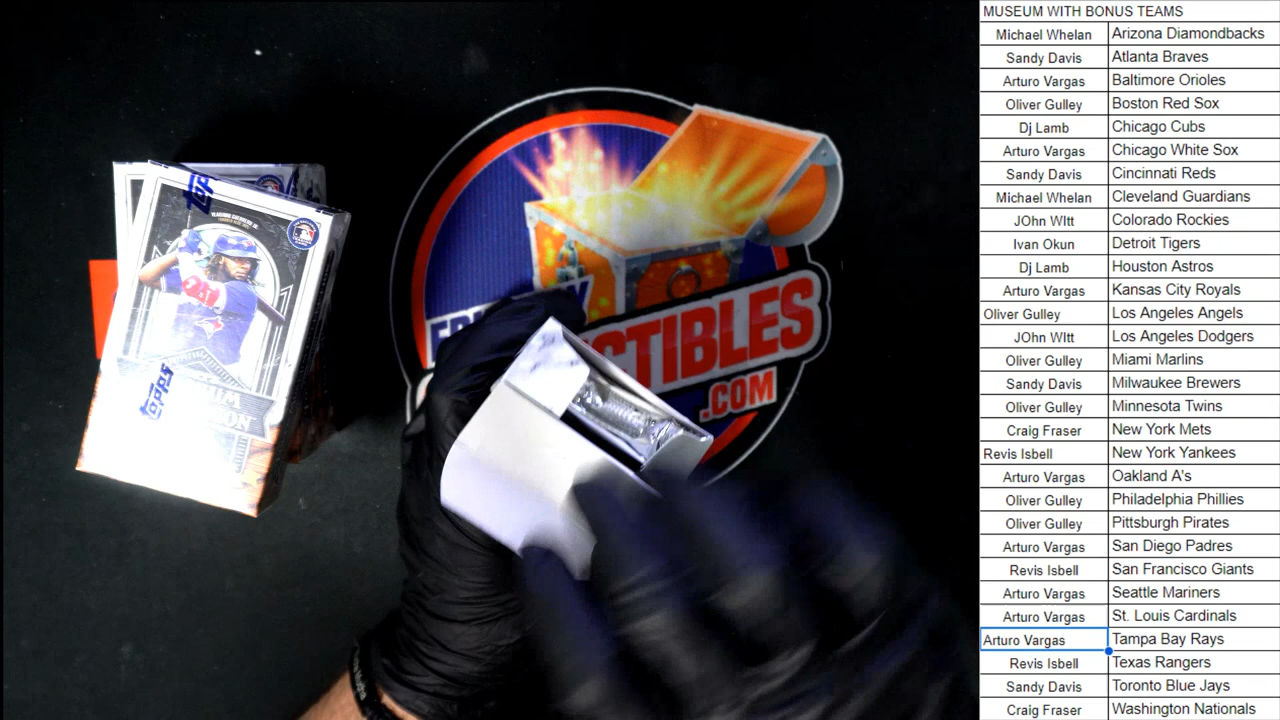 MUSEUM WITH BONUS TEAMS
Michael Whelan Arizona Diamondbacks
Sandy Davis Atlanta Braves
Arturo Vargas Baltimore Orioles
Oliver Gulley Boston Red Sox
Dj Lamb Chicago Cubs
Arturo Vargas Chicago White Sox
Sandy Davis Cincinnati Reds
Michael Whelan Cleveland Guardians
JOhn WItt Colorado Rockies
Ivan Okun Detroit Tigers
Dj Lamb Houston Astros
Arturo Vargas Kansas City Royals
Oliver Gulley Los Angeles Angels
JOhn WItt Los Angeles Dodgers
Oliver Gulley Miami Marlins
Sandy Davis Milwaukee Brewers
Oliver Gulley Minnesota Twins
Craig Fraser New York Mets
Revis Isbell New York Yankees
Arturo Vargas Oakland A's
Oliver Gulley Philadelphia Phillies
Oliver Gulley Pittsburgh Pirates
Arturo Vargas San Diego Padres
Revis Isbell San Francisco Giants
Arturo Vargas Seattle Mariners
Arturo Vargas St. Louis Cardinals
Arturo Vargas Tampa Bay Rays
Revis Isbell Texas Rangers
Sandy Davis Toronto Blue Jays
Craig Fraser Washington Nationals
VLADIMIR GUERRERO JR.
TOPPS
.COM